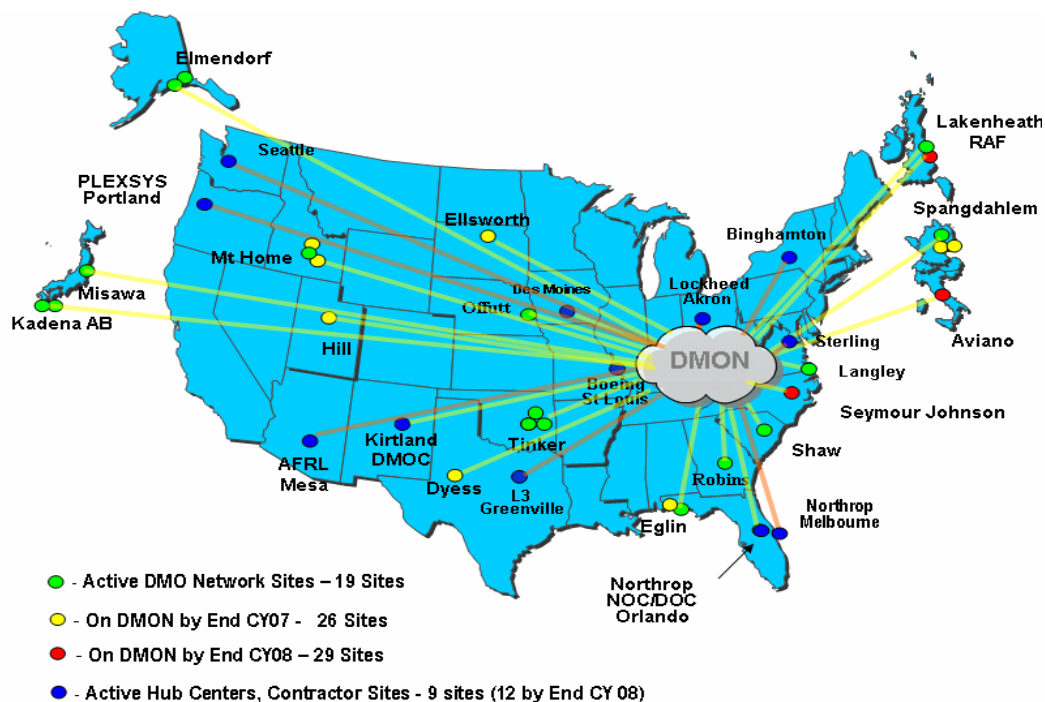 Elmendorf
Seattle
Lakenheath
RAF
PLEXSYS
Portland
Spangdahlem
Ellsworth
Binghamton
Mt Home
Lockheed
Akron
Misawa
Des Moines
Offutt
Kadena AB
Sterling
Aviano
Hill
DMON
Langley
Boeing
St Louis
Seymour Johnson
Kirtland
DMOC
Tinker
Shaw
AFRL
Mesa
Dyess
L3
Greenville
Robins
Northrop
Melbourne
Eglin
Northrop
NOC/DOC
Orlando
- Active DMO Network Sites – 19 Sites
- On DMON by End CY07 - 26 Sites
- On DMON by End CY08 – 29 Sites
- Active Hub Centers, Contractor Sites - 9 sites (12 by End CY 08)